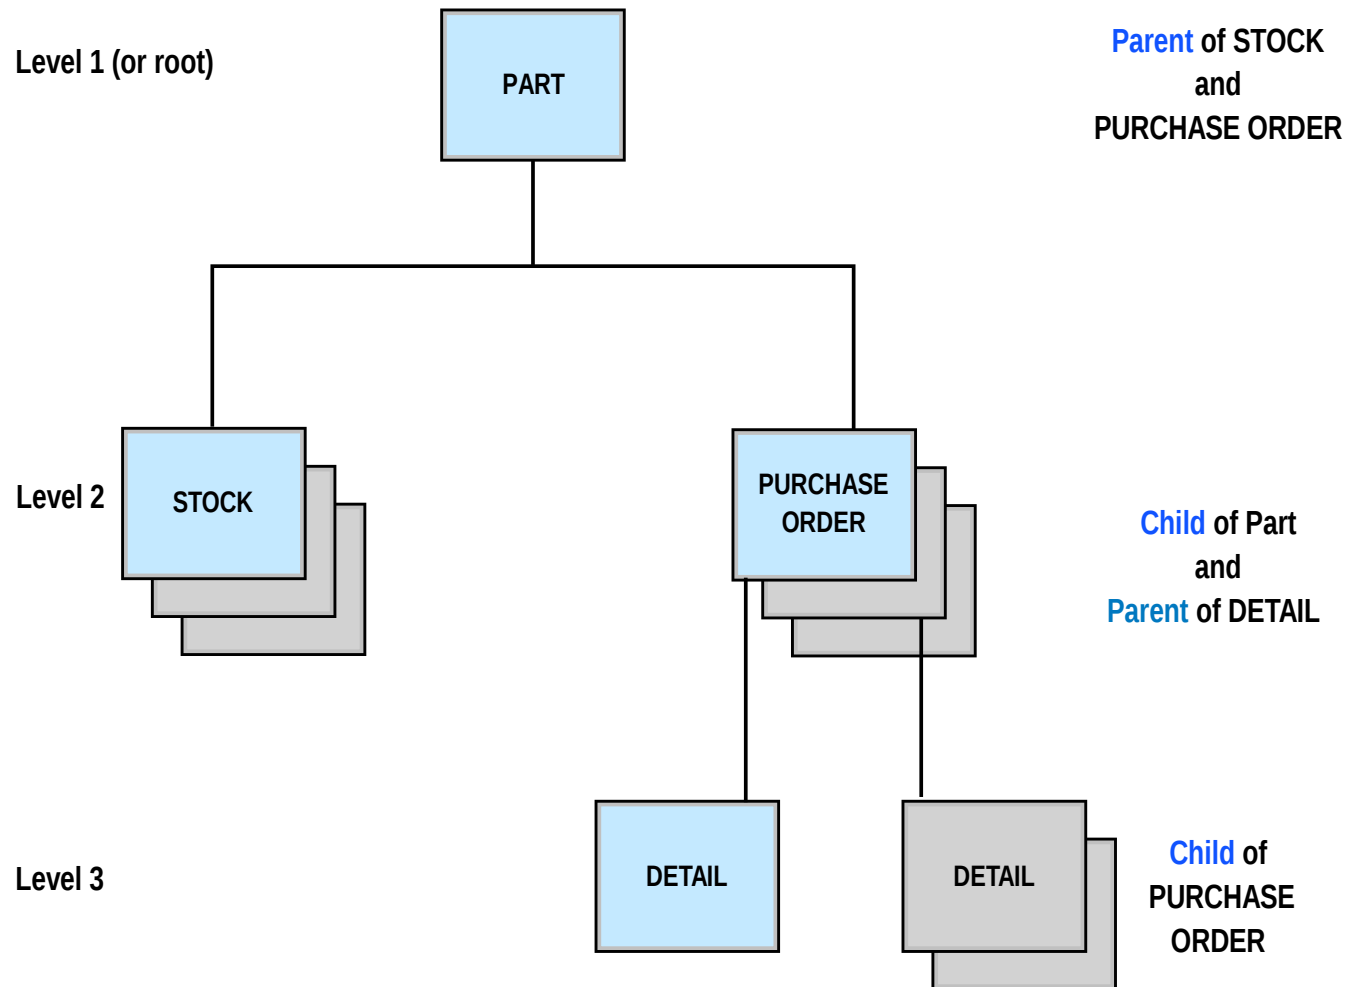 Level 1 (or root)
PART
Parent of STOCK
and
PURCHASE ORDER
Level 2
STOCK
PURCHASE
ORDER
Child of Part
and
Parent of DETAIL
Level 3
DETAIL
DETAIL
Child of
PURCHASE
ORDER